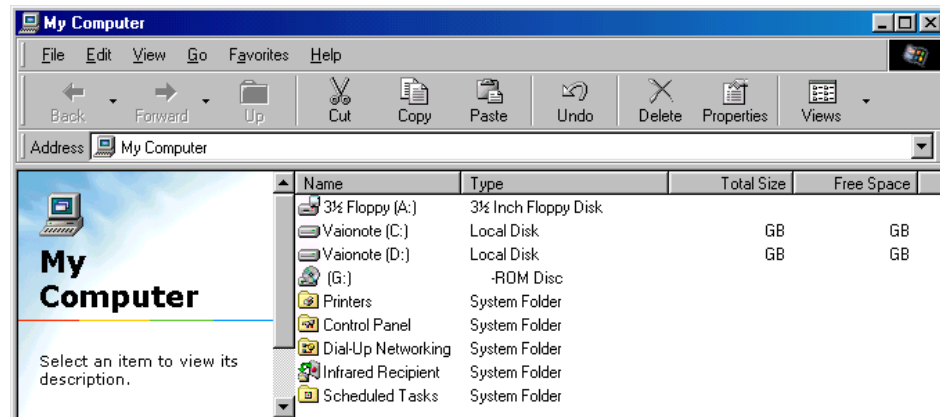 My Computer
File Edit View Go Favorites Help
Back Forward Up Cut Copy Paste Undo Delete Properties Views
Address My Computer
Name Type Total Size Free Space
3½ Floppy (A:) 3½ Inch Floppy Disk
Vaionote (C:) Local Disk GB GB
Vaionote (D:) Local Disk GB GB
(G:) -ROM Disc
Printers System Folder
Control Panel System Folder
Dial-Up Networking System Folder
Infrared Recipient System Folder
Scheduled Tasks System Folder
My
Computer
Select an item to view its
description.